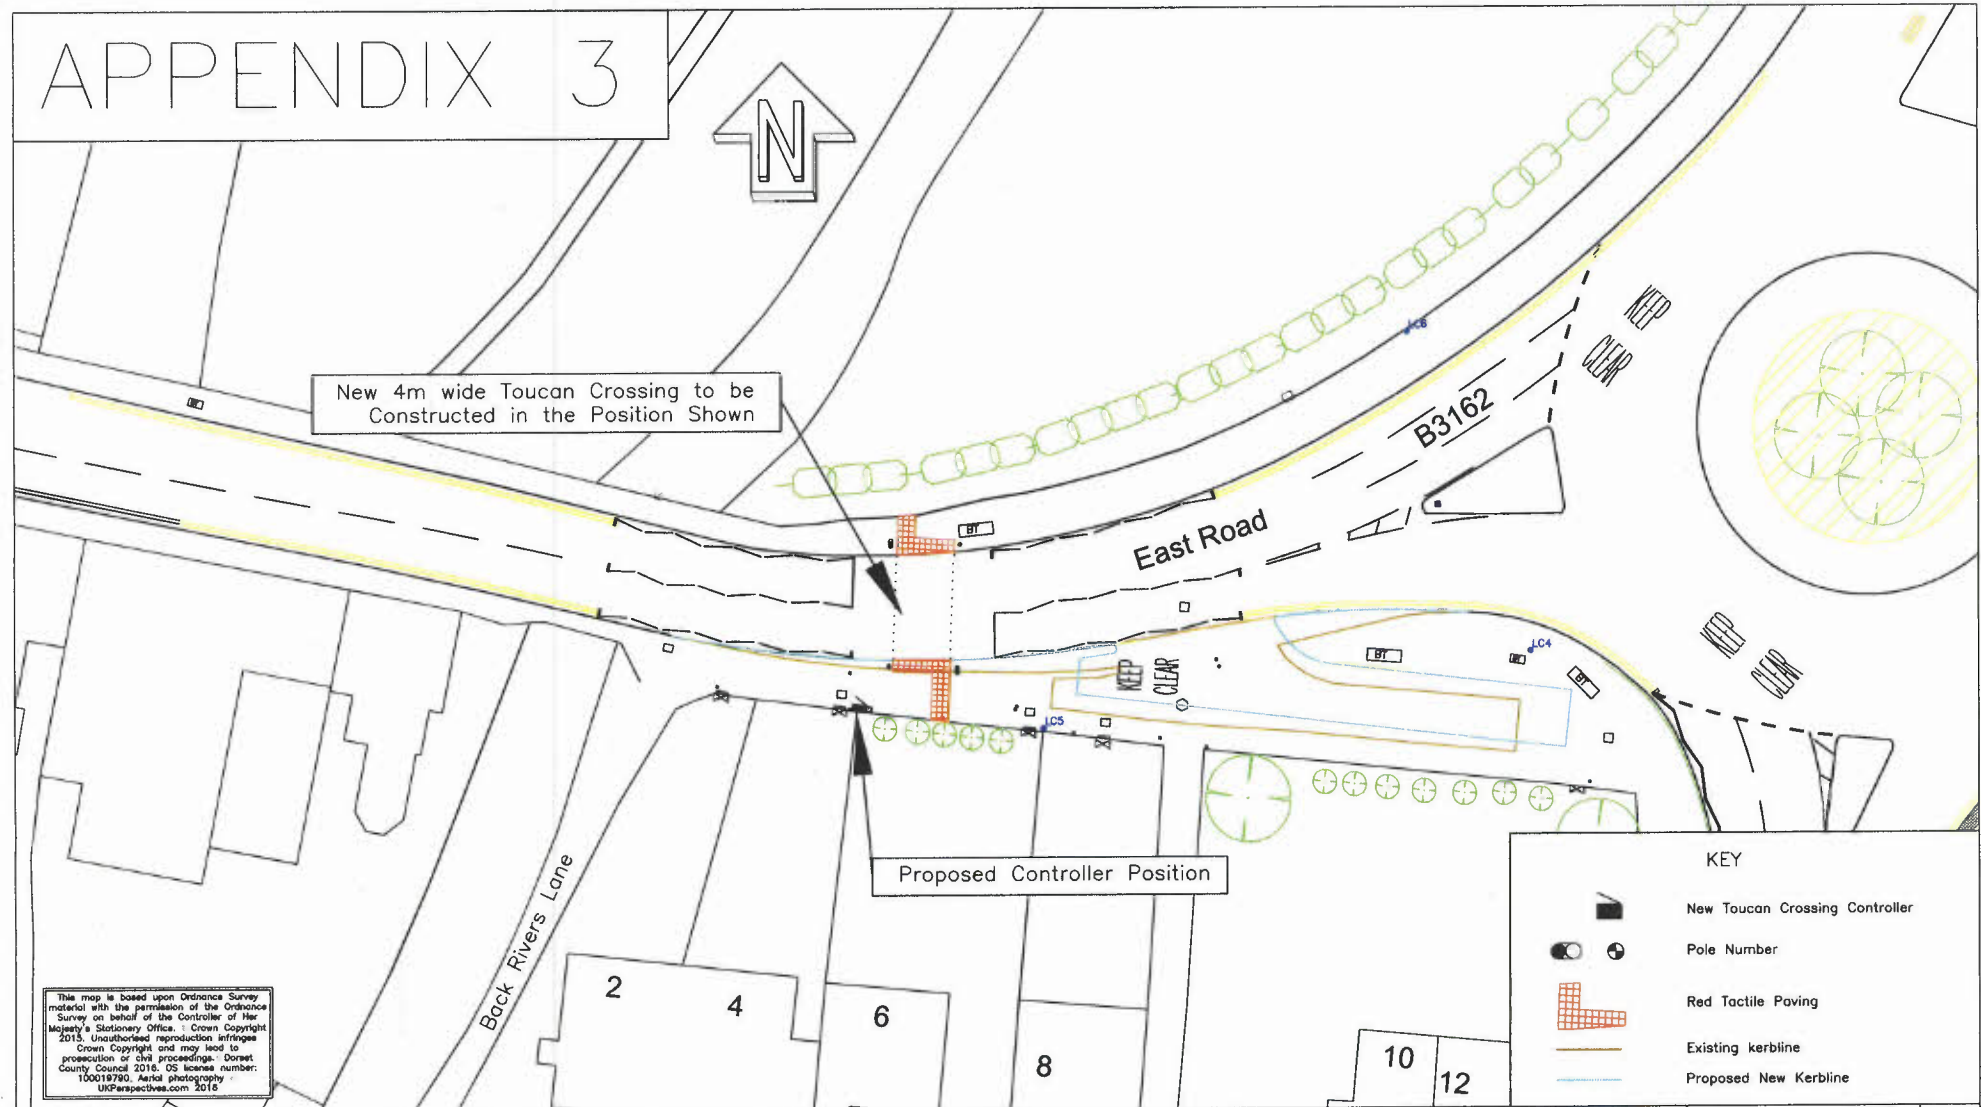 APPENDIX 3
N
New 4m wide Toucan Crossing to be
Constructed in the Position Shown
LC6
KEEP
CLEAR
B3162
East Road
BT
KEEP
CLEAR
BT
LC4
BT
KEEP
CLEAR
LC5
Proposed Controller Position
Back Rivers Lane
2
4
6
8
10
12
KEY
New Toucan Crossing Controller
Pole Number
Red Tactile Paving
Existing kerbline
Proposed New Kerbline
This map is based upon Ordnance Survey
material with the permission of the Ordnance
Survey on behalf of the Controller of Her
Majesty's Stationery Office. Crown Copyright
2015. Unauthorised reproduction infringes
Crown Copyright and may lead to
prosecution or civil proceedings. Dorset
County Council 2016. OS license number:
100019790. Aerial photography
UKPerspectives.com 2016